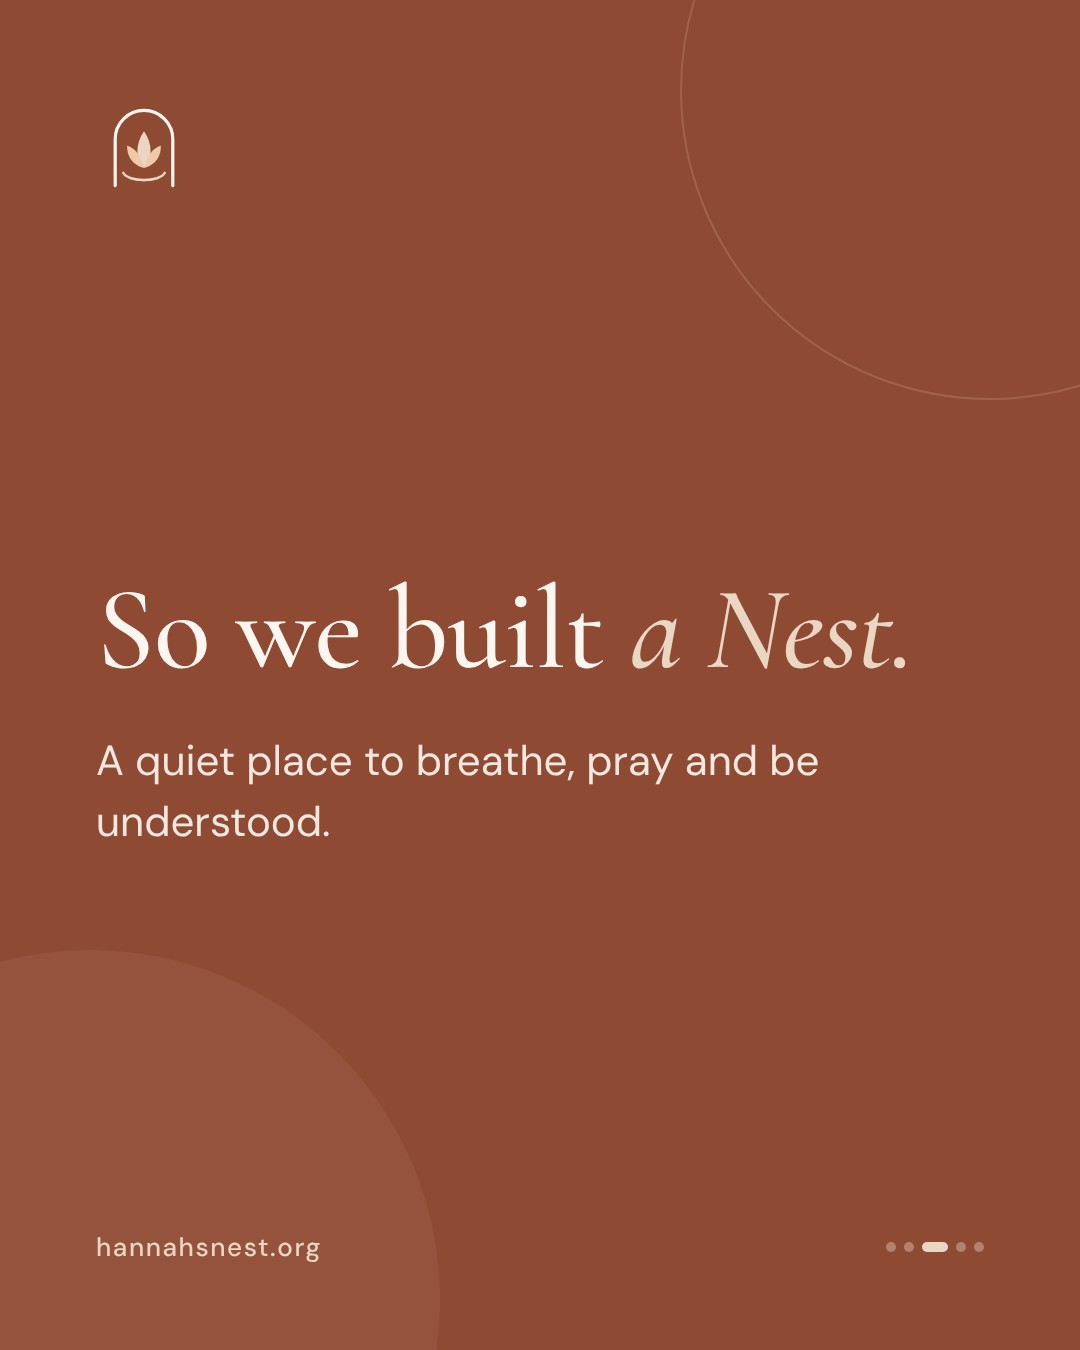 So we built a Nest.
A quiet place to breathe, pray and be
understood.
hannahsnest.org